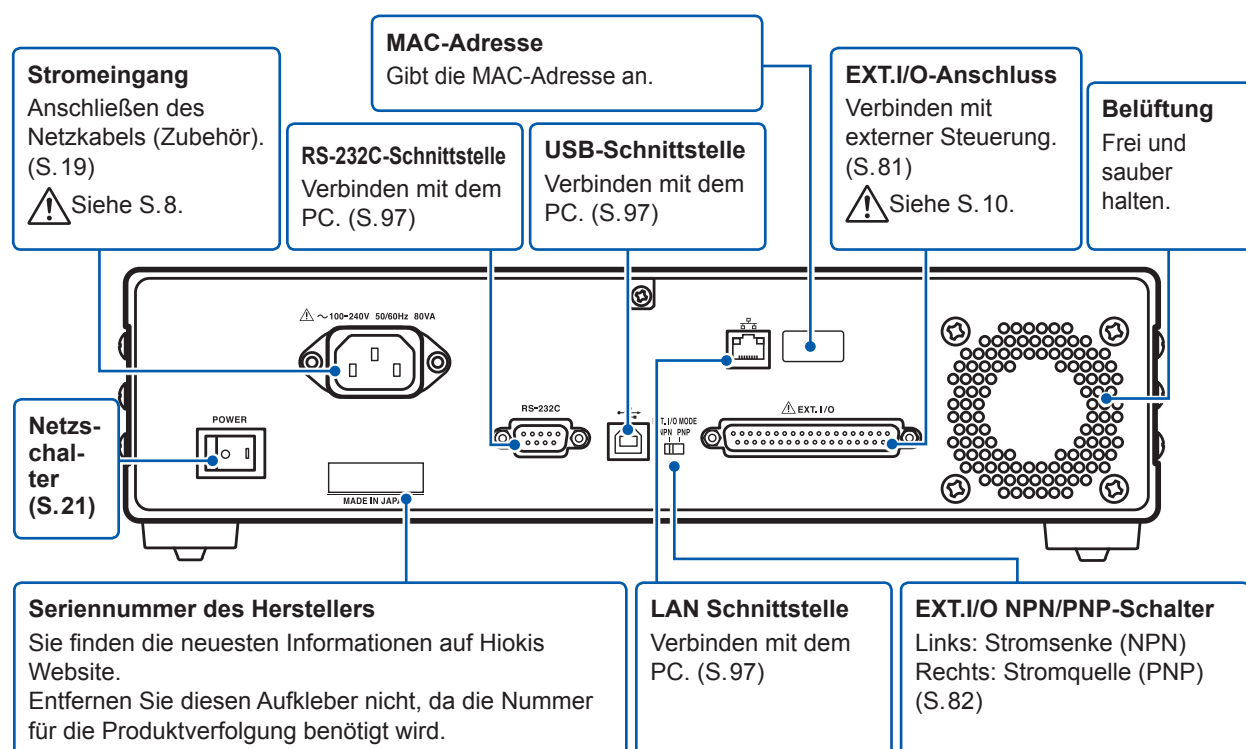 MAC-Adresse
Gibt die MAC-Adresse an.
Stromeingang
Anschließen des
Netzkabels (Zubehör).
(S. 19)
Siehe S. 8.
RS-232C-Schnittstelle
Verbinden mit dem
PC. (S. 97)
USB-Schnittstelle
Verbinden mit dem
PC. (S. 97)
EXT.I/O-Anschluss
Verbinden mit
externer Steuerung.
(S. 81)
Siehe S. 10.
Belüftung
Frei und
sauber
halten.
~100-240V 50/60Hz 80VA
Netzs-
chal-
ter
(S. 21)
POWER
RS-232C
T.I/O MODE
NPN PNP
EXT.I/O
MADE IN JAPA
Seriennummer des Herstellers
Sie finden die neuesten Informationen auf Hiokis
Website.
Entfernen Sie diesen Aufkleber nicht, da die Nummer
für die Produktverfolgung benötigt wird.
LAN Schnittstelle
Verbinden mit dem
PC. (S. 97)
EXT.I/O NPN/PNP-Schalter
Links: Stromsenke (NPN)
Rechts: Stromquelle (PNP)
(S. 82)